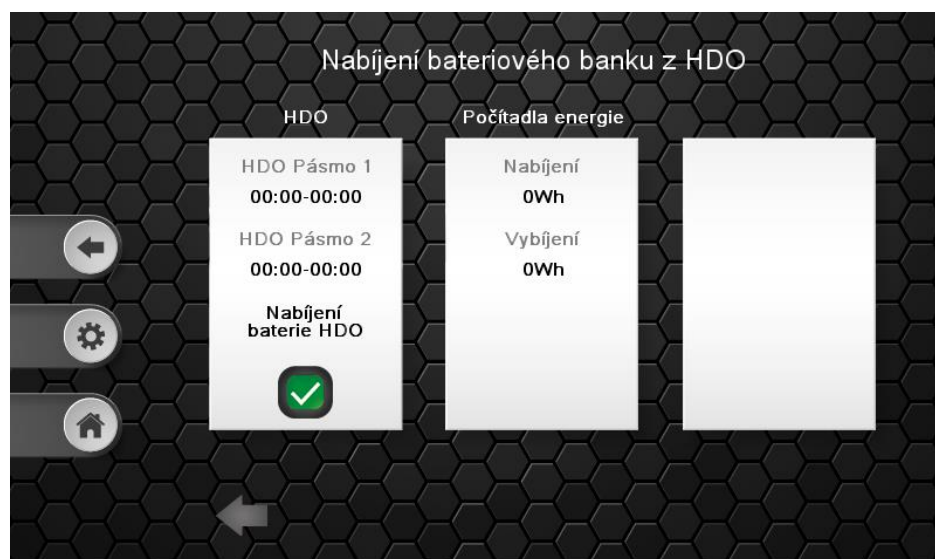 Nabíjení bateriového banku z HDO
HDO
HDO Pásmo 1
00:00-00:00
HDO Pásmo 2
00:00-00:00
Nabíjení
baterie HDO
Počítadla energie
Nabíjení
0Wh
Vybíjení
0Wh